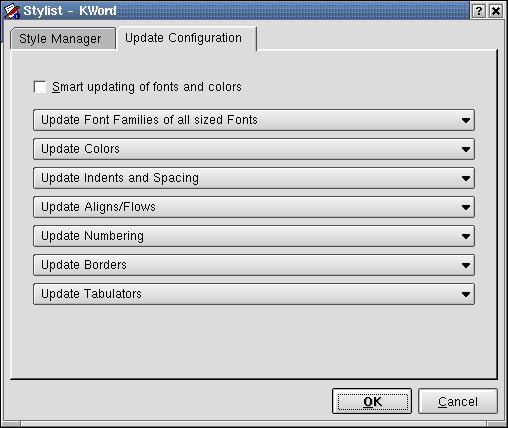 Stylist - KWord
Style Manager
Update Configuration
Smart updating of fonts and colors
Update Font Families of all sized Fonts
Update Colors
Update Indents and Spacing
Update Aligns/Flows
Update Numbering
Update Borders
Update Tabulators
OK
Cancel